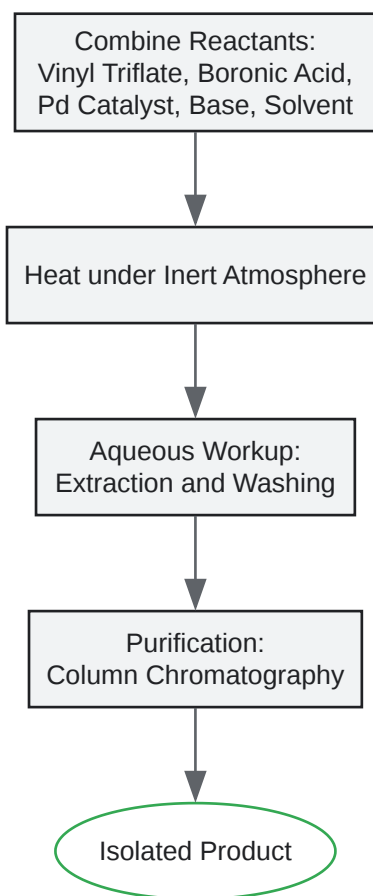 Combine Reactants:
Vinyl Triflate, Boronic Acid,
Pd Catalyst, Base, Solvent
Heat under Inert Atmosphere
Aqueous Workup:
Extraction and Washing
Purification:
Column Chromatography
Isolated Product